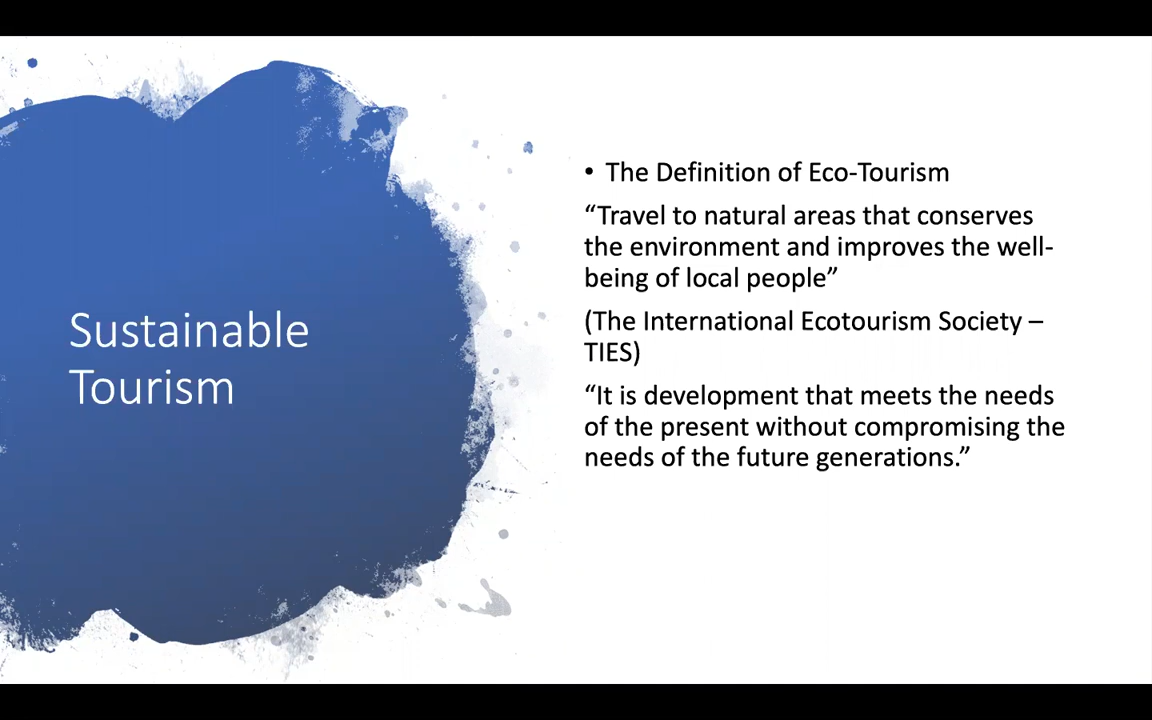 Sustainable
Tourism
• The Definition of Eco-Tourism
“Travel to natural areas that conserves
the environment and improves the well-
being of local people”
(The International Ecotourism Society –
TIES)
“It is development that meets the needs
of the present without compromising the
needs of the future generations.”